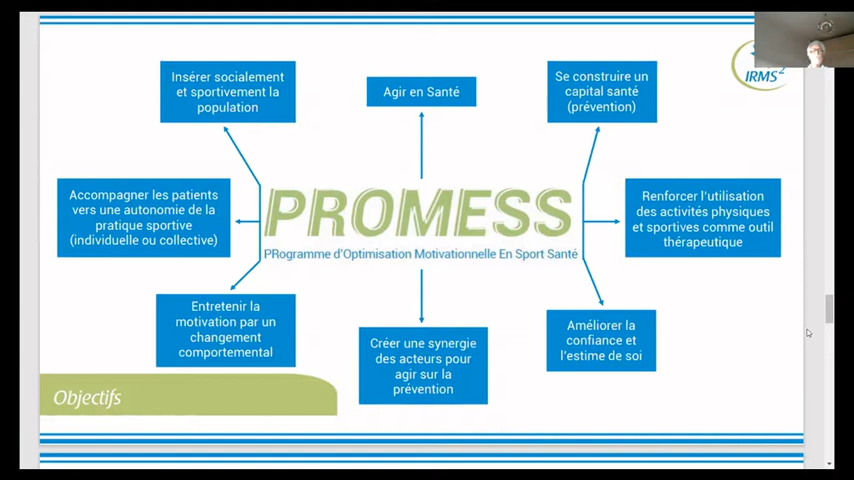 Insérer socialement
et sportivement la
population
Agir en Santé
Se construire un
capital santé
(prévention)
IRMS²
Accompagner les patients
vers une autonomie de la
pratique sportive
(individuelle ou collective)
PROMESS
PRogramme d'Optimisation Motivationnelle En Sport Santé
Renforcer l'utilisation
des activités physiques
et sportives comme outil
thérapeutique
Entretenir la
motivation par un
changement
comportemental
Créer une synergie
des acteurs pour
agir sur la
prévention
Améliorer la
confiance et
l'estime de soi
Objectifs